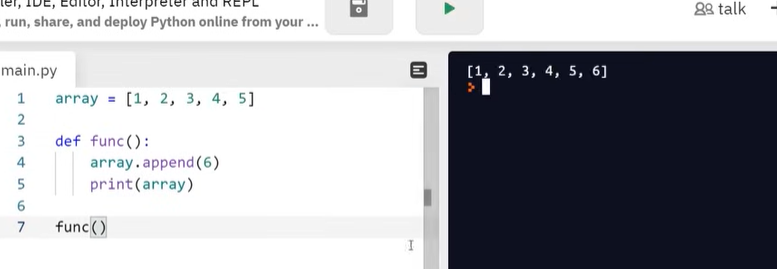 IDE, Editor, Interpreter and REPL
run, share, and deploy Python online from your ...
talk
main.py
1 array = [1, 2, 3, 4, 5]
2
3 def func():
4 array.append(6)
5 print(array)
6
7 func()
[1, 2, 3, 4, 5, 6]